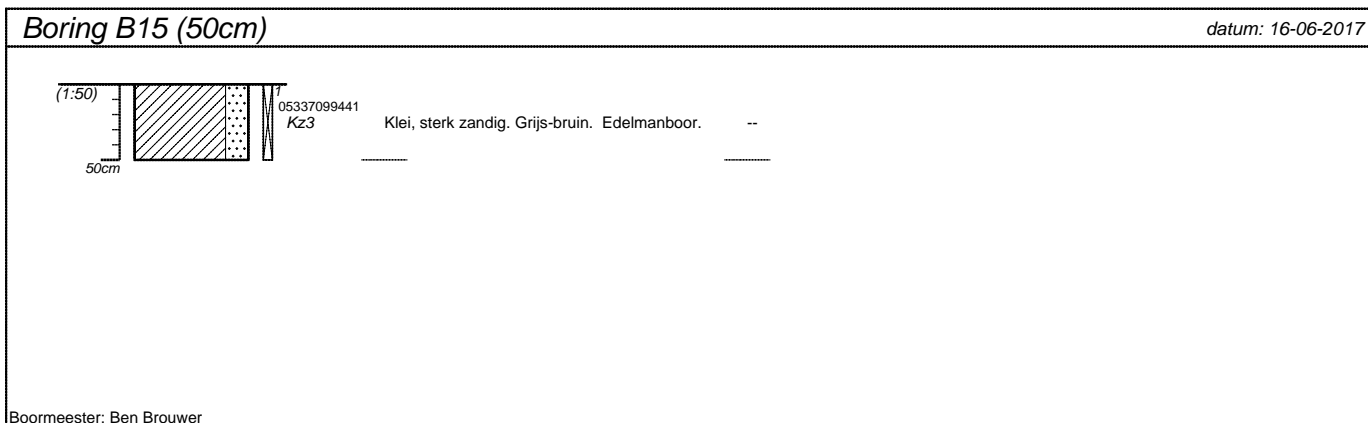 Boring B15 (50cm)
datum: 16-06-2017
(1:50)
1
05337099441
Kz3 Klei, sterk zandig. Grijs-bruin. Edelmanboor. --
50cm
Boormeester: Ben Brouwer